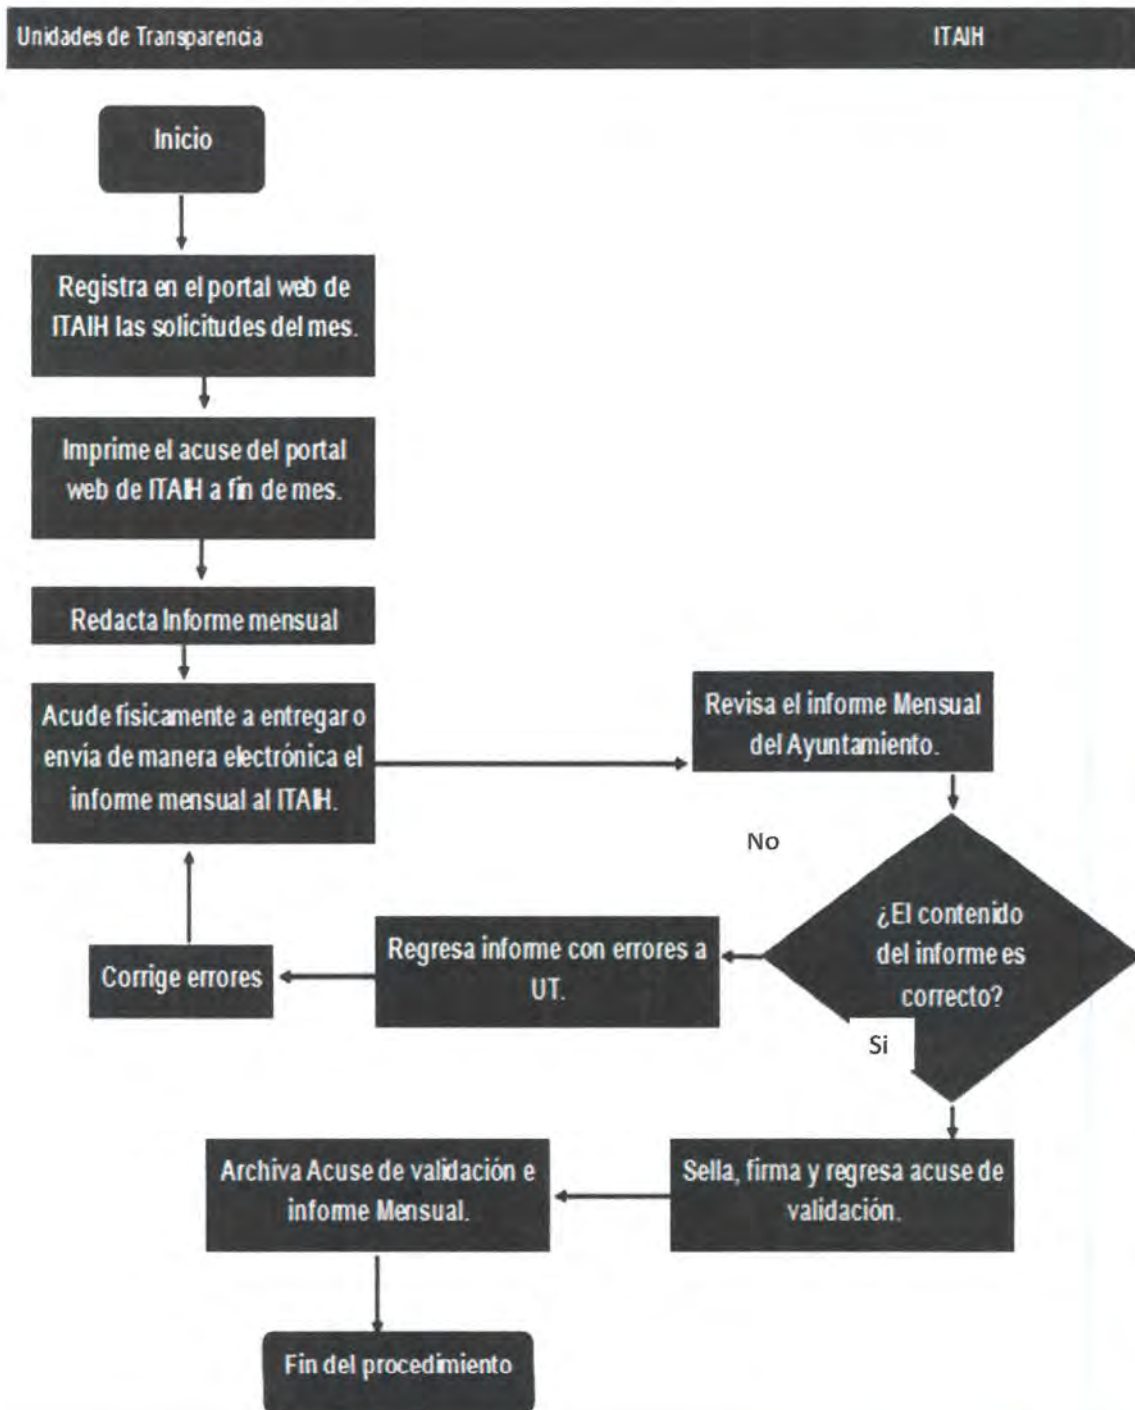 Unidades de Transparencia
ITAIH
Inicio
Registra en el portal web de
ITAIH las solicitudes del mes.
Imprime el acuse del portal
web de ITAIH a fin de mes.
Redacta Informe mensual
Acude fisicamente a entregar o
envía de manera electrónica el
informe mensual al ITAIH.
Revisa el informe Mensual
del Ayuntamiento.
No
¿El contenido
del informe es
correcto?
Regresa informe con errores a
UT.
Corrige errores
Si
Sella, firma y regresa acuse de
validación.
Archiva Acuse de validación e
informe Mensual.
Fin del procedimiento